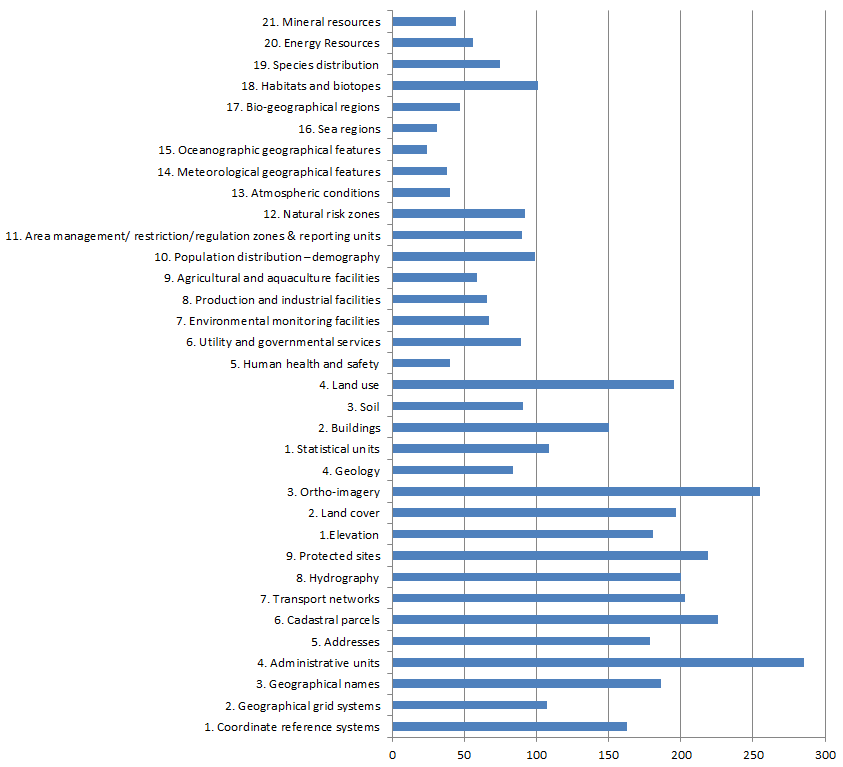 21. Mineral resources
20. Energy Resources
19. Species distribution
18. Habitats and biotopes
17. Bio-geographical regions
16. Sea regions
15. Oceanographic geographical features
14. Meteorological geographical features
13. Atmospheric conditions
12. Natural risk zones
11. Area management/ restriction/regulation zones & reporting units
10. Population distribution – demography
9. Agricultural and aquaculture facilities
8. Production and industrial facilities
7. Environmental monitoring facilities
6. Utility and governmental services
5. Human health and safety
4. Land use
3. Soil
2. Buildings
1. Statistical units
4. Geology
3. Ortho-imagery
2. Land cover
1.Elevation
9. Protected sites
8. Hydrography
7. Transport networks
6. Cadastral parcels
5. Addresses
4. Administrative units
3. Geographical names
2. Geographical grid systems
1. Coordinate reference systems
0 50 100 150 200 250 300